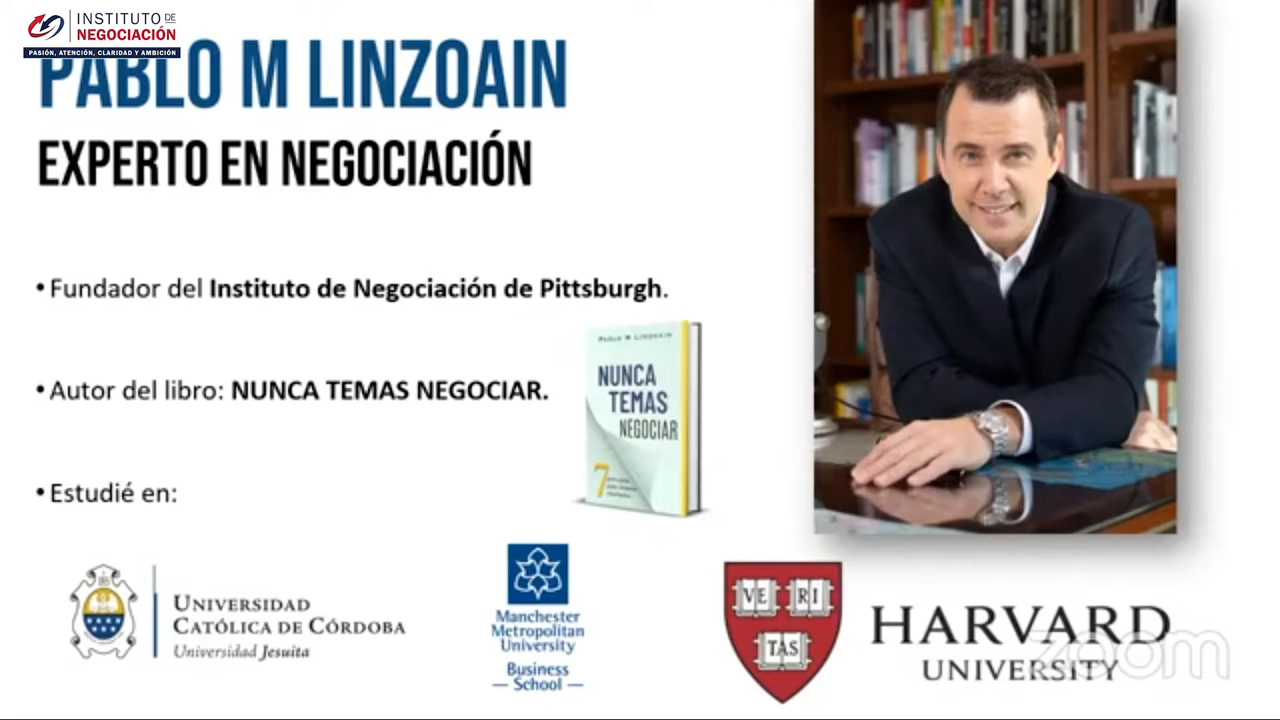 INSTITUTO DE
NEGOCIACIÓN
PASIÓN, ATENCIÓN, CLARIDAD Y AMBICIÓN
PABLO M LINZOAIN
EXPERTO EN NEGOCIACIÓN
• Fundador del Instituto de Negociación de Pittsburgh.
• Autor del libro: NUNCA TEMAS NEGOCIAR.
PABLO M LINZOAIN
NUNCA
TEMAS
NEGOCIAR
7
• Estudié en:
UNIVERSIDAD
CATÓLICA DE CÓRDOBA
Universidad Jesuita
Manchester
Metropolitan
University
Business
School
VE RI
TAS
HARVARD
UNIVERSITY
zoom